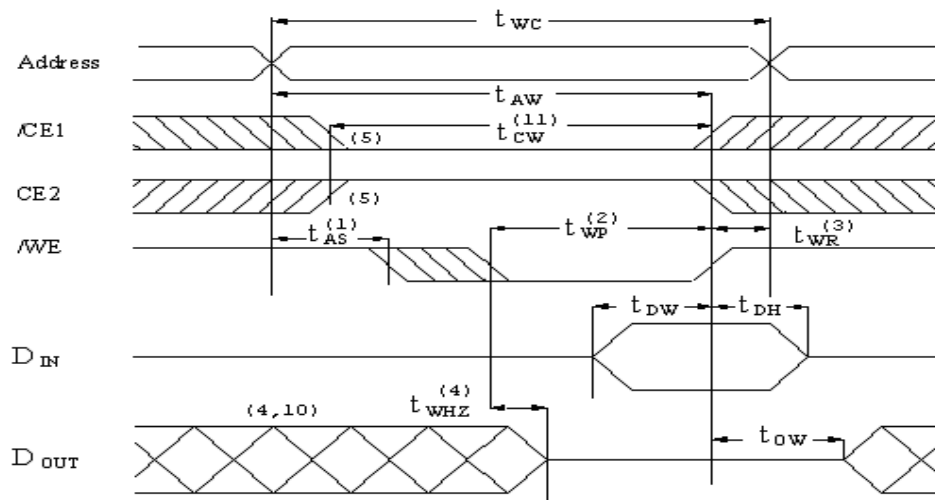 t WC
Address
t AW
/CE1 (5) t CW (11)
CE2 (5)
/WE t AS (1) t WP (2) t WR (3)
t DW t DH
D IN
(4,10) t WHZ (4)
D OUT t OW